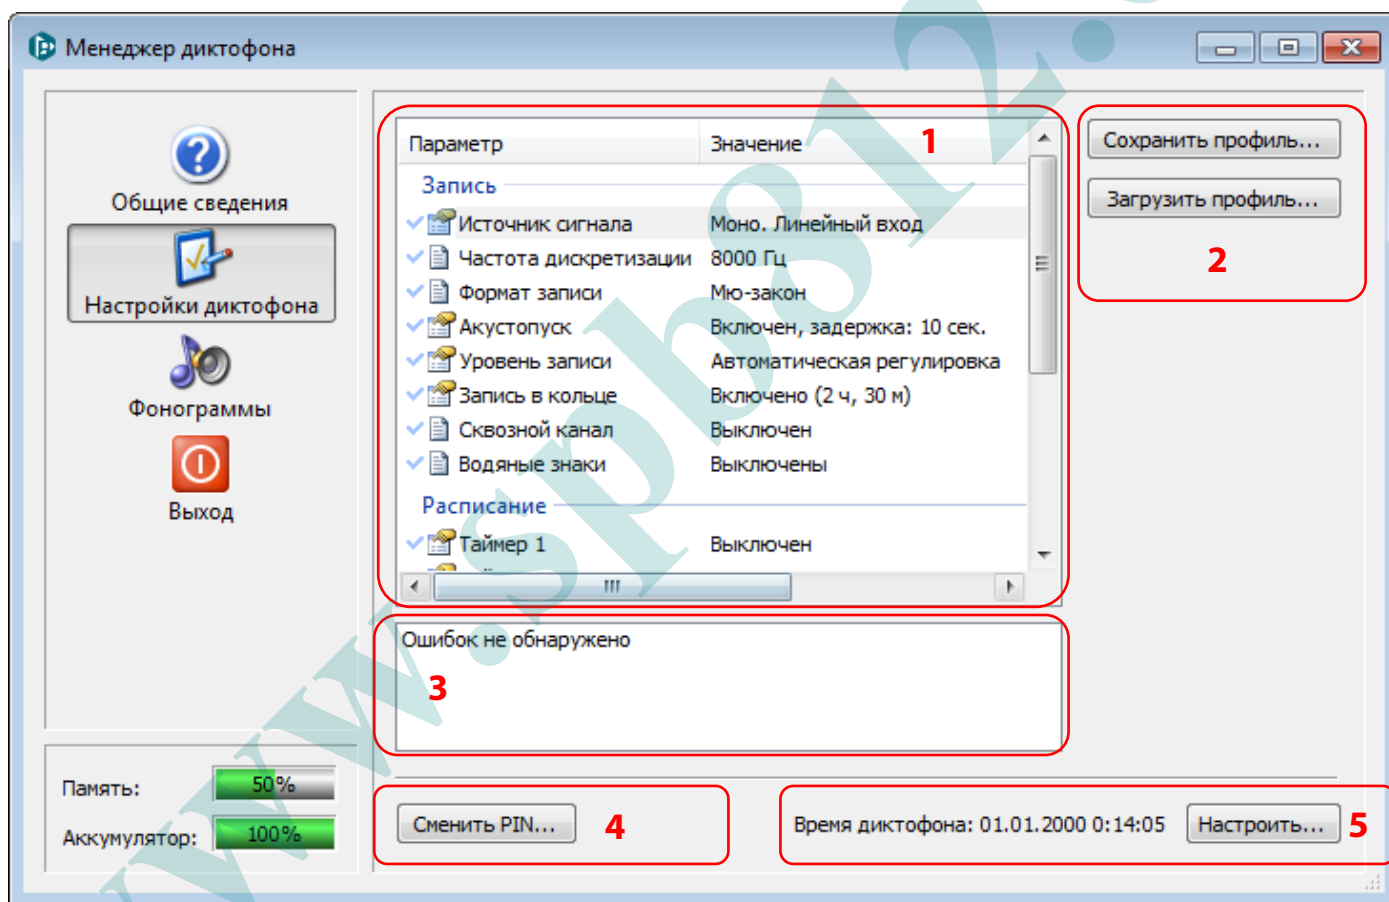 Менеджер диктофона
Общие сведения
Настройки диктофона
Фонограммы
Выход
Память: 50%
Аккумулятор: 100%
Параметр Значение 1
Запись
Источник сигнала Моно. Линейный вход
Частота дискретизации 8000 Гц
Формат записи Мю-закон
Акустопуск Включен, задержка: 10 сек.
Уровень записи Автоматическая регулировка
Запись в кольце Включено (2 ч, 30 м)
Сквозной канал Выключен
Водяные знаки Выключены
Расписание
Таймер 1 Выключен
Сохранить профиль...
Загрузить профиль...
2
Ошибок не обнаружено
3
Сменить PIN... 4
Время диктофона: 01.01.2000 0:14:05 Настроить... 5
www.spb812.